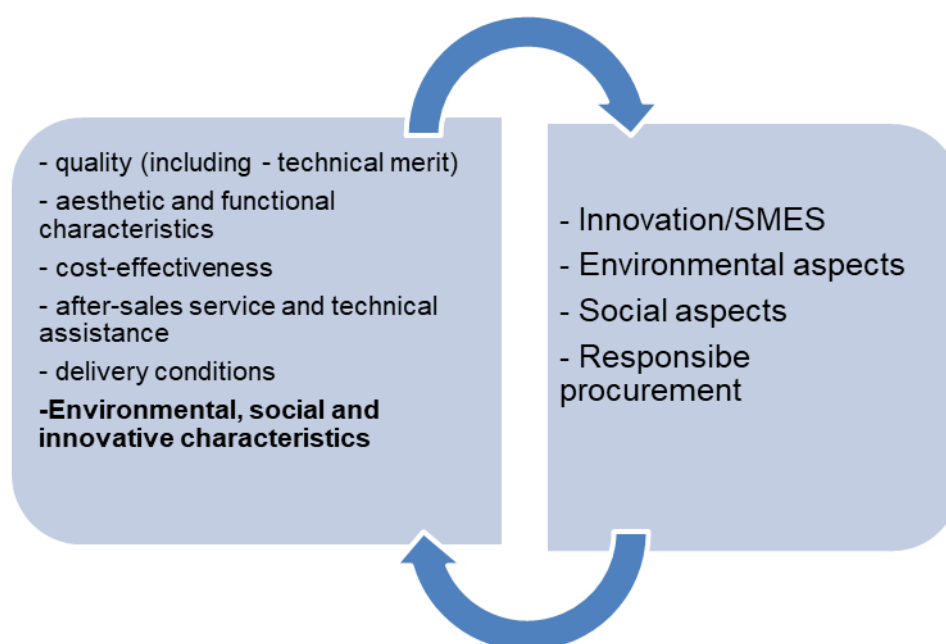 - quality (including - technical merit)
- aesthetic and functional
characteristics
- cost-effectiveness
- after-sales service and technical
assistance
- delivery conditions
-Environmental, social and
innovative characteristics
- Innovation/SMES
- Environmental aspects
- Social aspects
- Responsibe
procurement